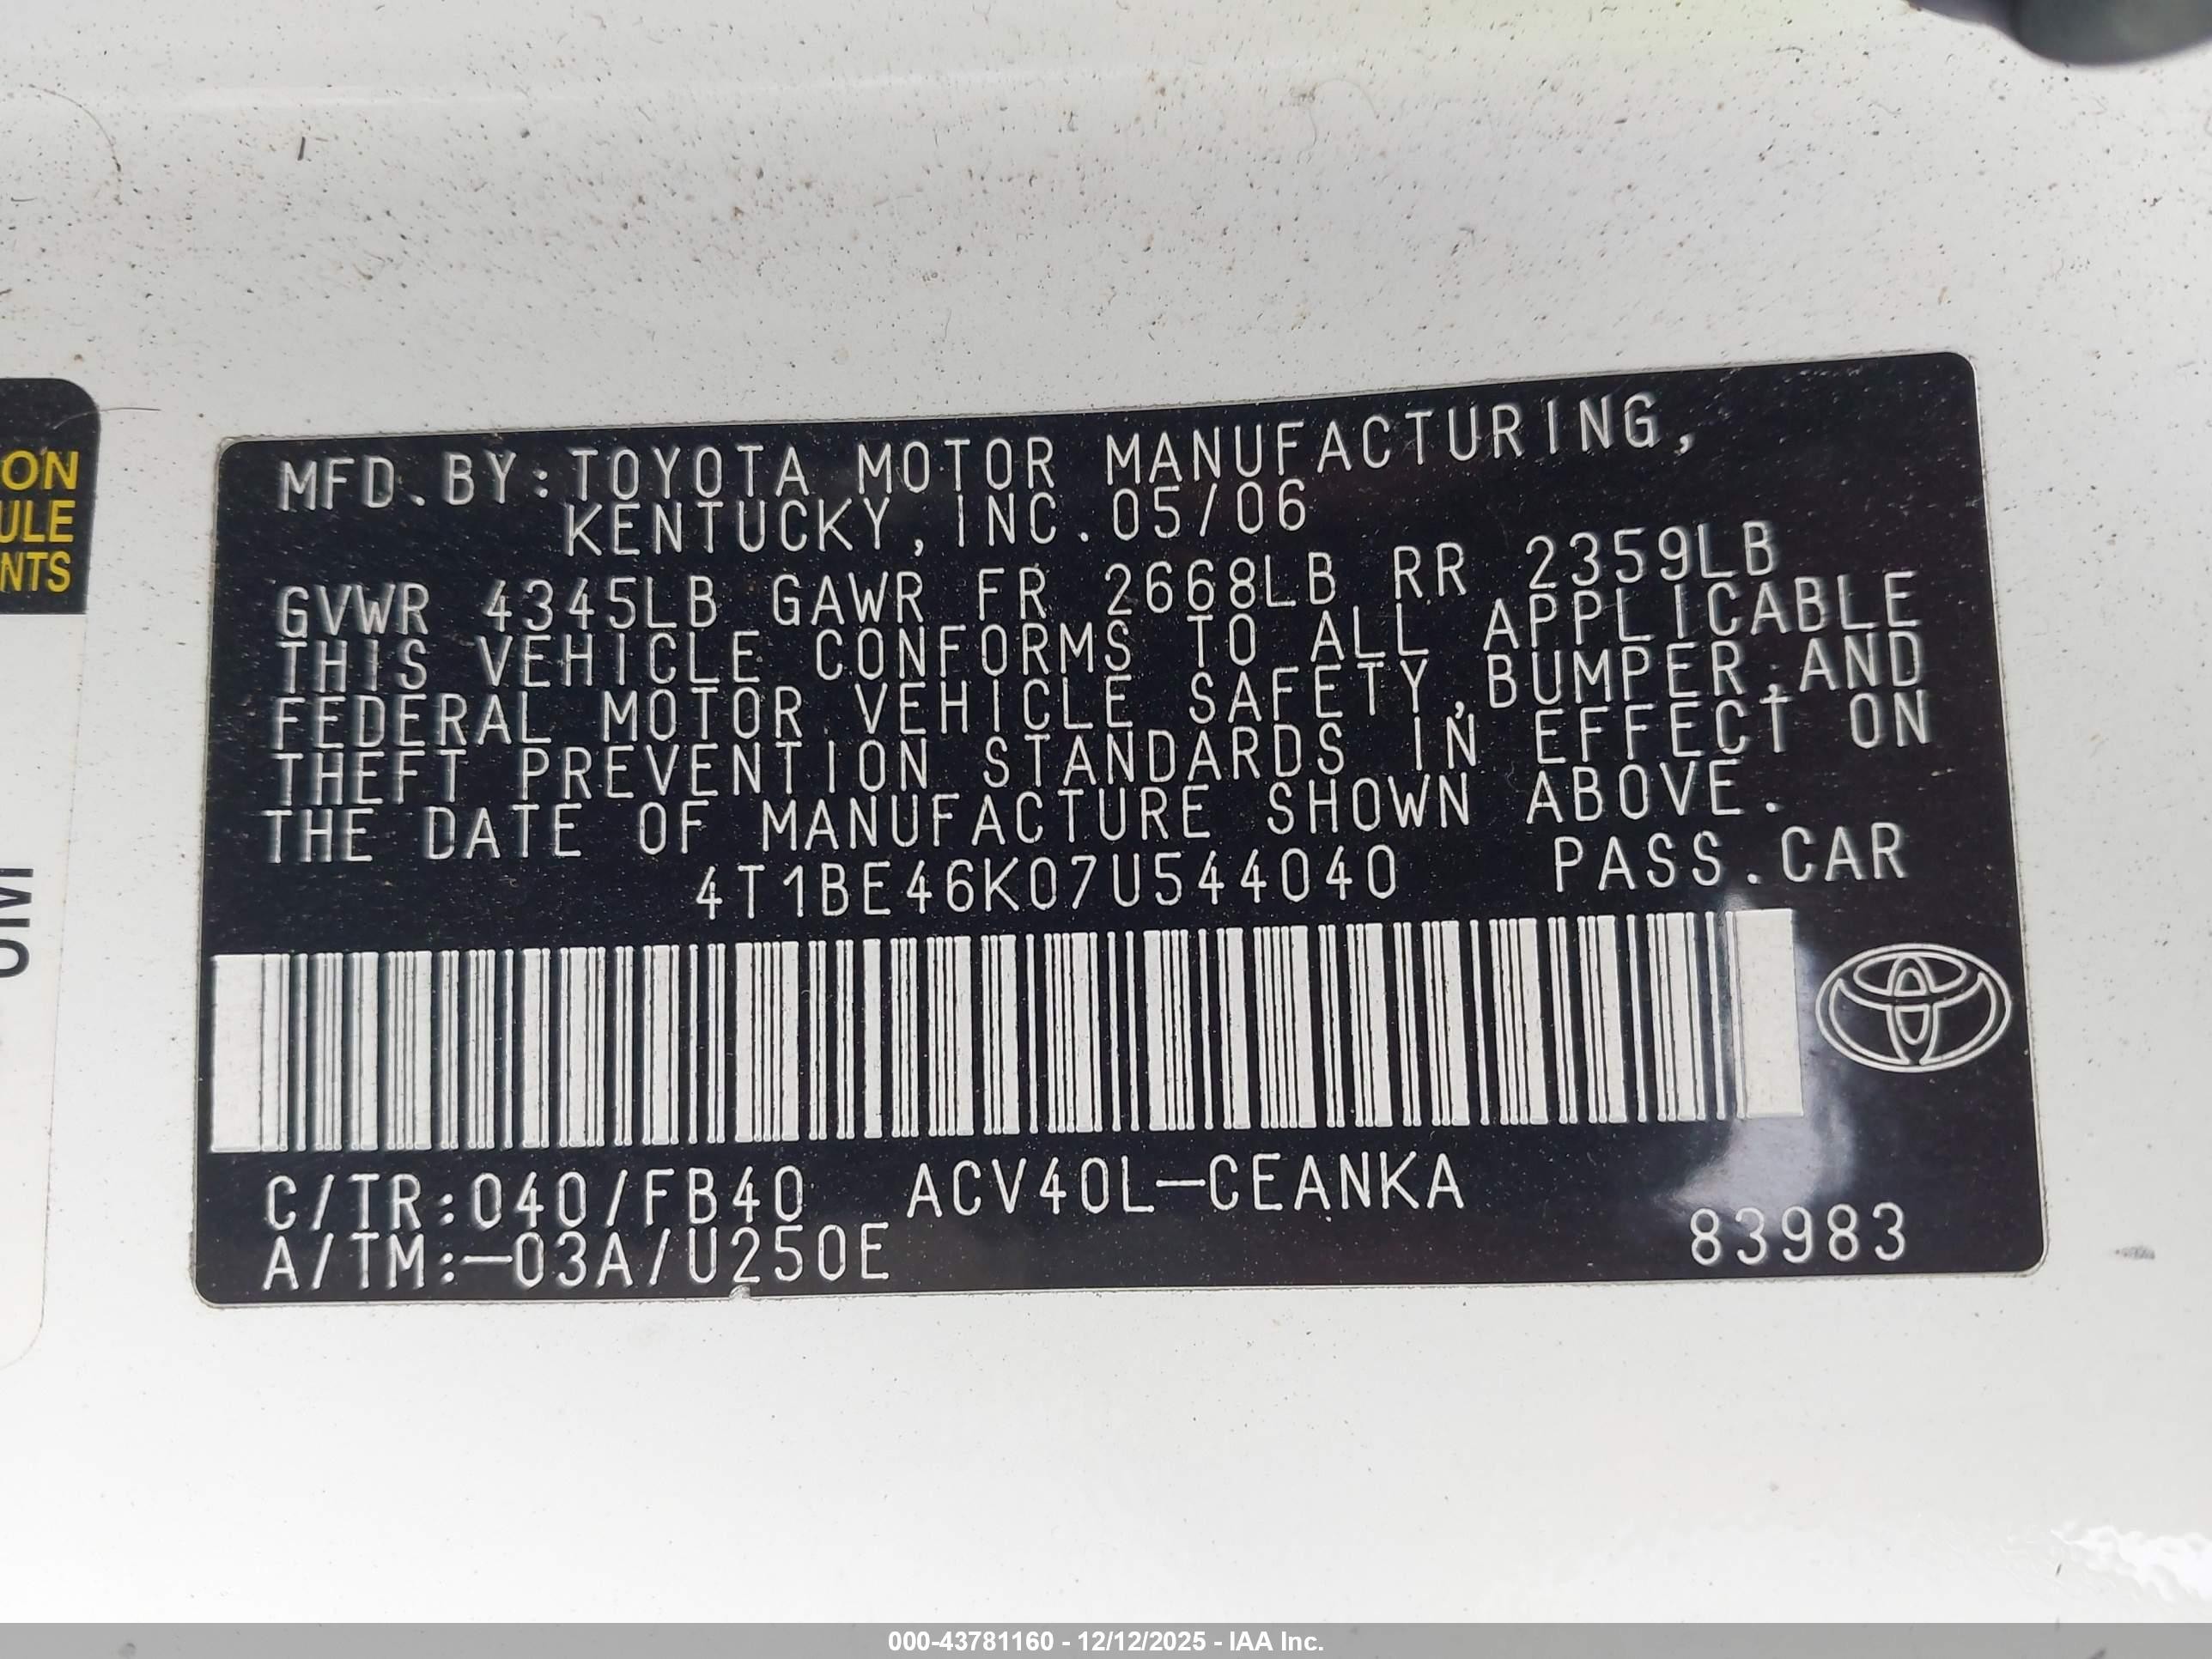 ON
ULE
NTS
MFD.BY:TOYOTA MOTOR MANUFACTURING,
KENTUCKY, INC.05/06
GVWR 4345LB GAWR FR 2668LB RR 2359LB
THIS VEHICLE CONFORMS TO ALL APPLICABLE
FEDERAL MOTOR VEHICLE SAFETY,BUMPER,AND
THEFT PREVENTION STANDARDS IN EFFECT ON
THE DATE OF MANUFACTURE SHOWN ABOVE.
4T1BE46K07U544040 PASS.CAR
C/TR:040/FB40 ACV40L-CEANKA
A/TM:-03A/U250E 83983
000-43781160 - 12/12/2025 - IAA Inc.